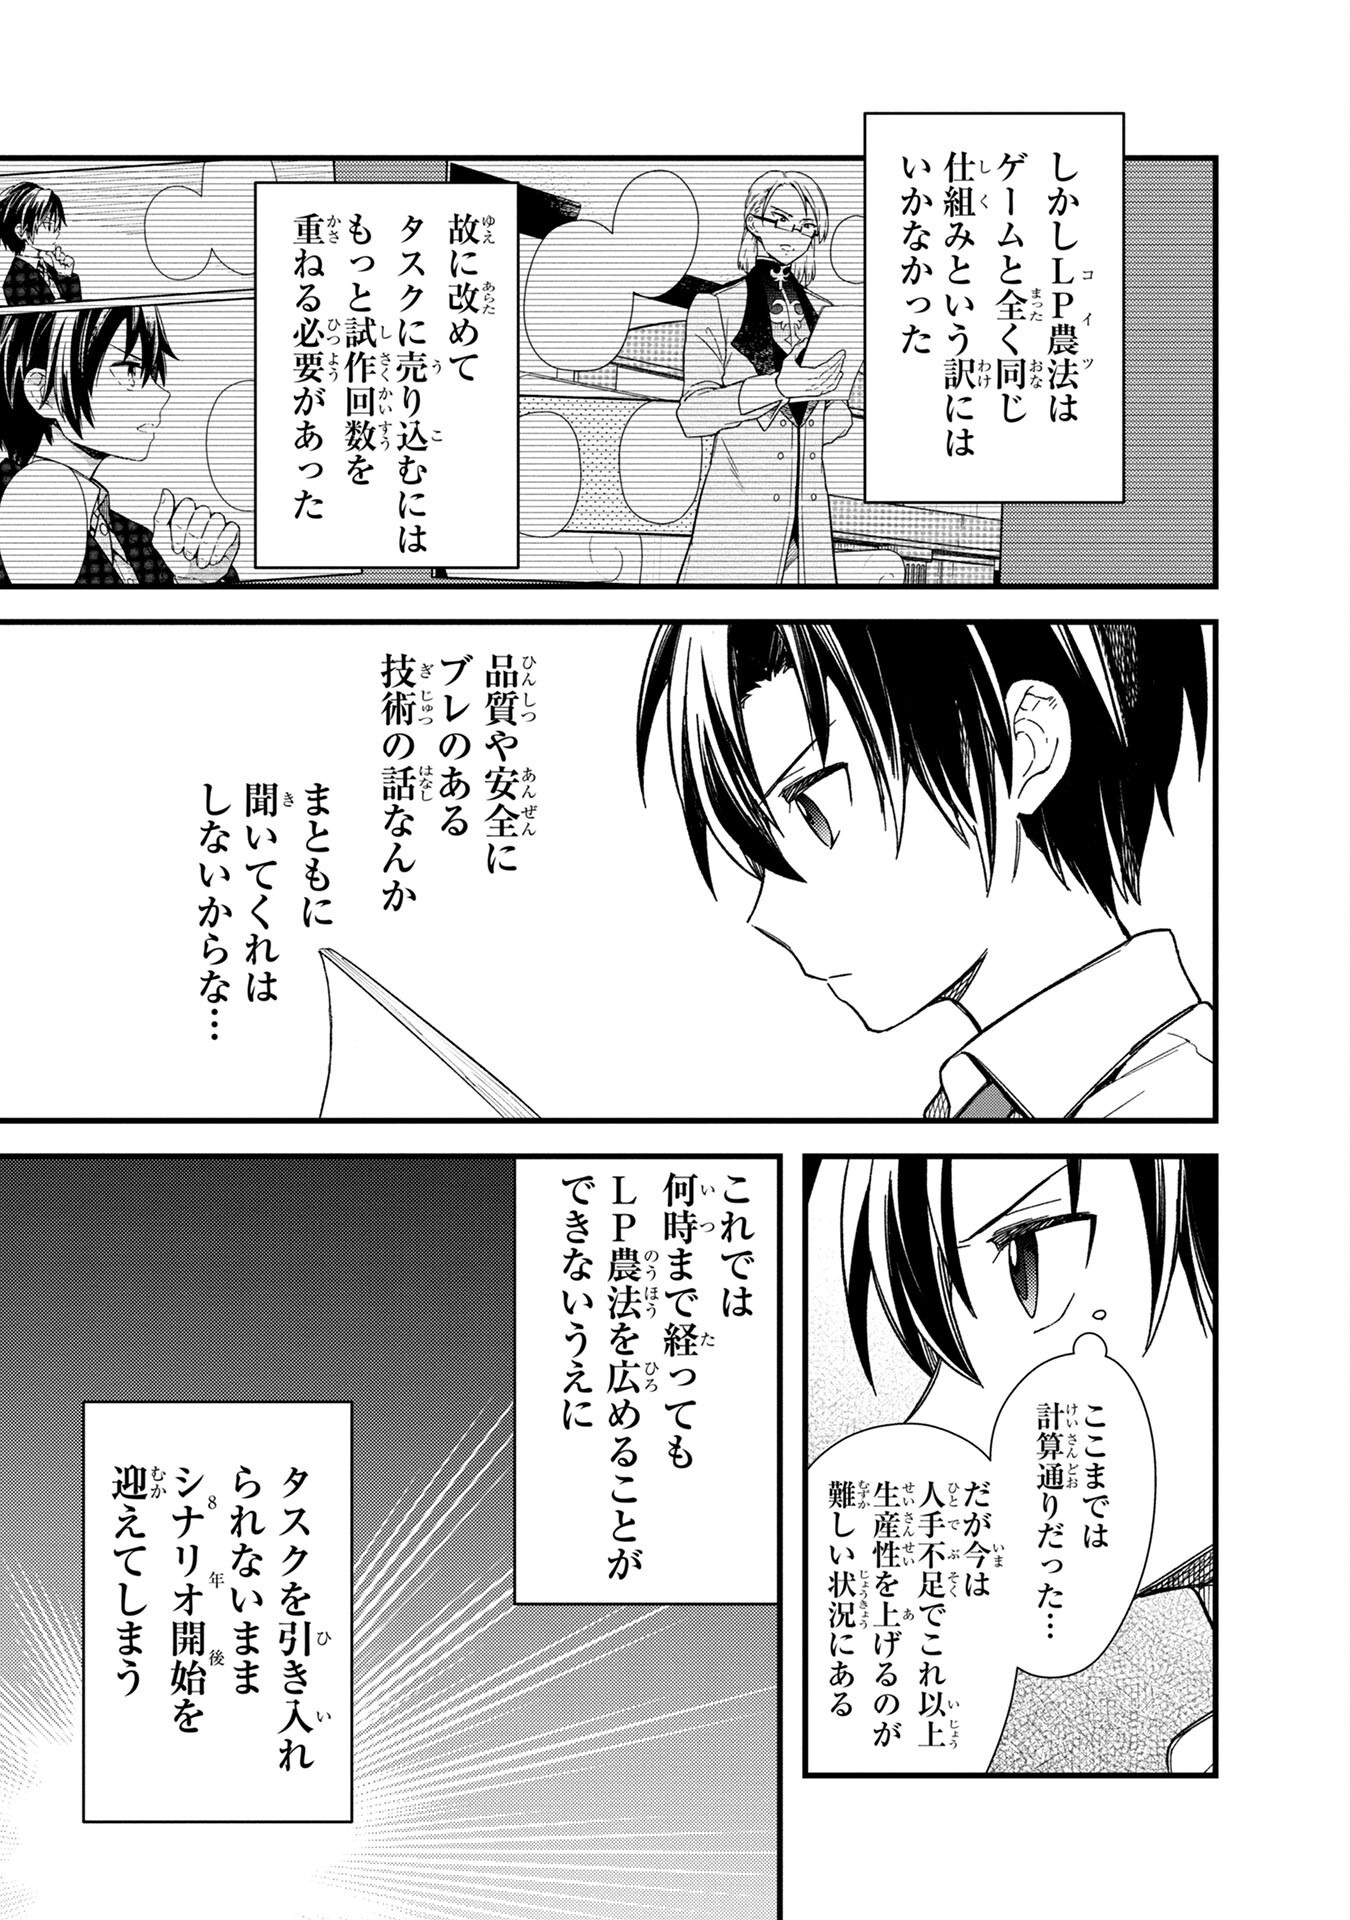 しかしLP農法は
ゲームと全く同じ
仕組みという訳には
いかなかった
故に改めて
タスクに売り込むには
もっと試作回数を
重ねる必要があった
品質や安全に
ブレのある
技術の話なんか
まともに
聞いてくれは
しないからな…
ここまでは
計算通りだった…
だが今は
人手不足でこれ以上
生産性を上げるのが
難しい状況にある
これでは
何時まで経っても
LP農法を広めることが
できないうえに
タスクを引き入れ
られないまま
シナリオ開始を
迎えてしまう